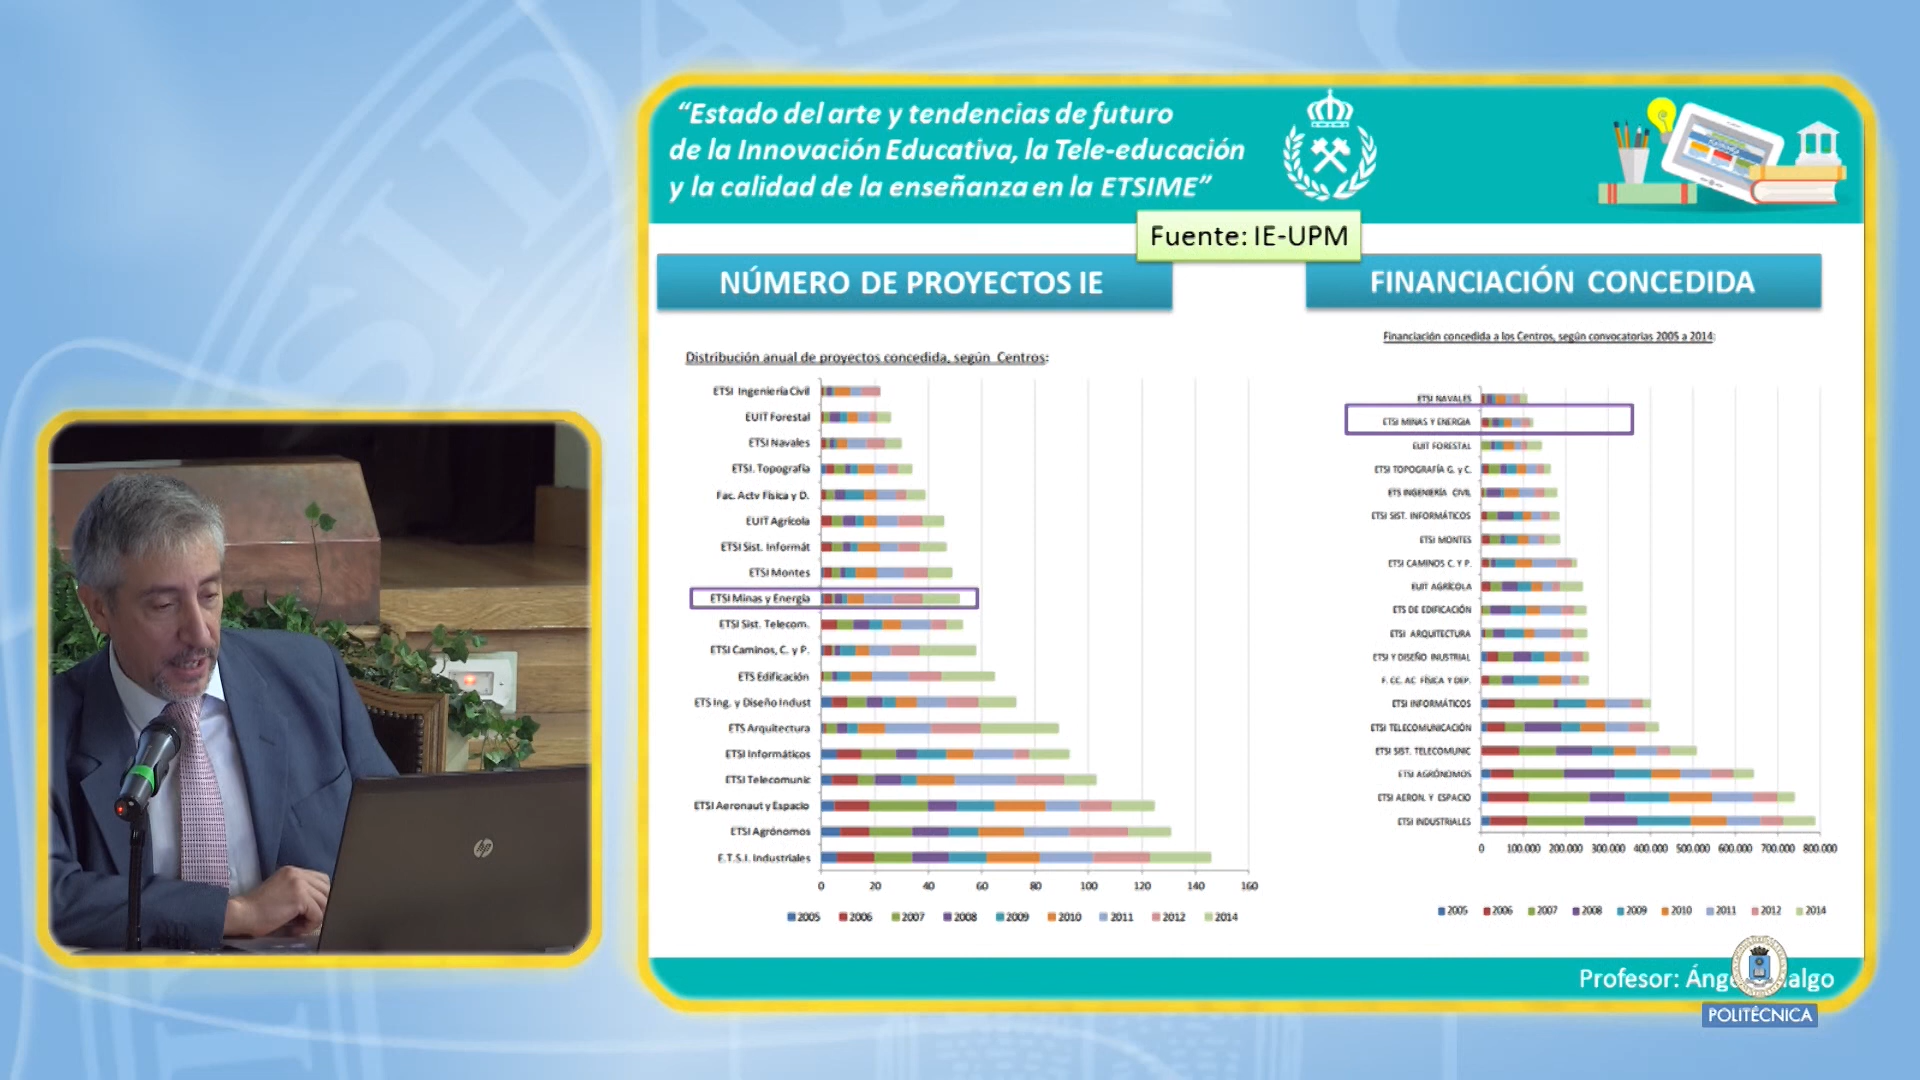 “Estado del arte y tendencias de futuro
de la Innovación Educativa, la Tele-educación
y la calidad de la enseñanza en la ETSIME”
Fuente: IE-UPM
NÚMERO DE PROYECTOS IE
Distribución anual de proyectos concedida, según Centros:
ETSI Ingeniería Civil
EUIT Forestal
ETSI Navales
ETSI. Topografía
Fac. Actv Física y D.
EUIT Agrícola
ETSI Sist. Informát
ETSI Montes
ETSI Minas y Energía
ETSI Sist. Telecom.
ETSI Caminos, C. y P.
ETS Edificación
ETS Ing. y Diseño Indust
ETS Arquitectura
ETSI Informáticos
ETSI Telecomunic
ETSI Aeronaut y Espacio
ETSI Agrónomos
E.T.S.I. Industriales
0 20 40 60 80 100 120 140 160
2005 2006 2007 2008 2009 2010 2011 2012 2014
FINANCIACIÓN CONCEDIDA
Financiación concedida a los Centros, según convocatorias 2005 a 2014:
ETSI NAVALES
ETSI MINAS Y ENERGIA
EUIT FORESTAL
ETSI TOPOGRAFÍA G. y C.
ETS INGENIERÍA CIVIL
ETSI SIST. INFORMÁTICOS
ETSI MONTES
ETSI CAMINOS C. Y P.
EUIT AGRÍCOLA
ETS DE EDIFICACIÓN
ETSI ARQUITECTURA
ETSI Y DISEÑO INUSTRIAL
F. CC. AC FÍSICA Y DEP.
ETSI INFORMÁTICOS
ETSI TELECOMUNICACIÓN
ETSI SIST. TELECOMUNIC
ETSI AGRÓNOMOS
ETSI AERON. Y ESPACIO
ETSI INDUSTRIALES
0 100.000 200.000 300.000 400.000 500.000 600.000 700.000 800.000
2005 2006 2007 2008 2009 2010 2011 2012 2014
Profesor:
POLITÉCNICA
hp